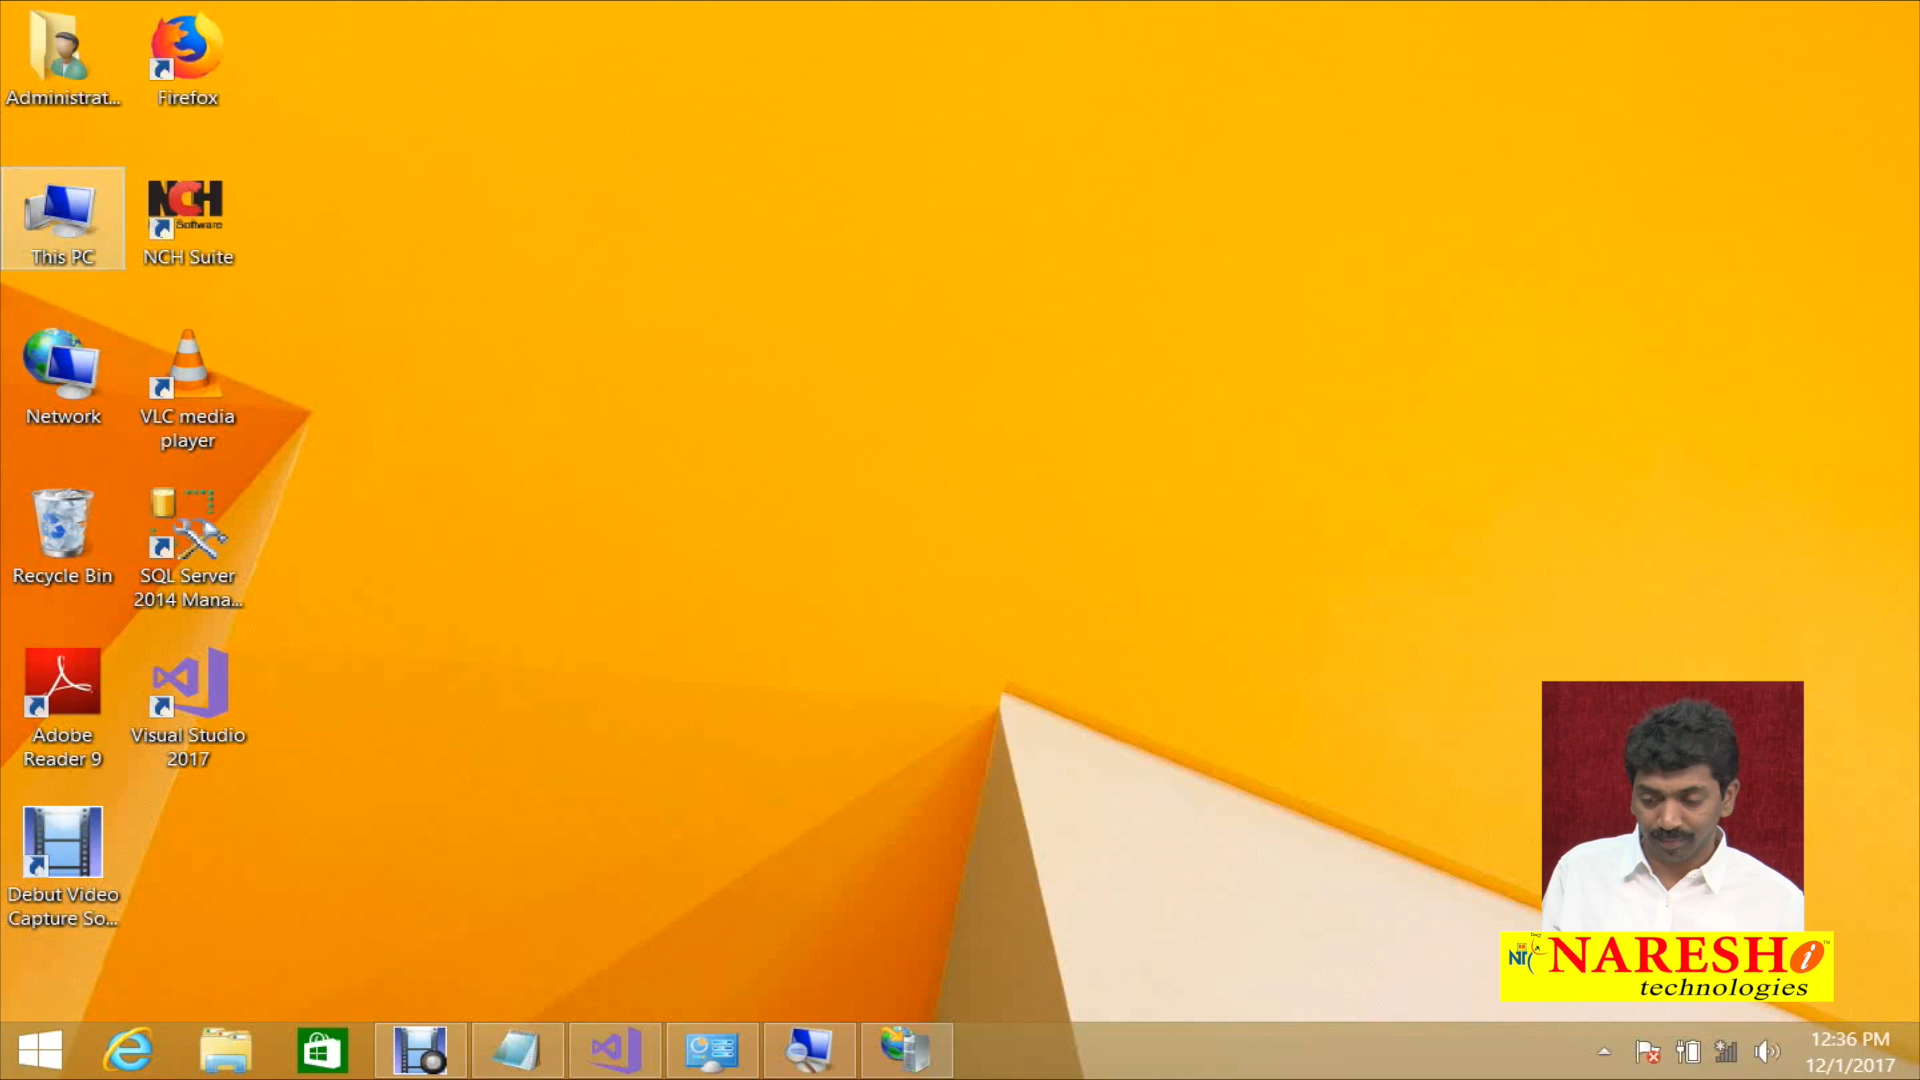 Administrat...
Firefox
This PC
NCH
Software
NCH Suite
Network
VLC media
player
Recycle Bin
SQL Server
2014 Mana...
Adobe
Reader 9
Visual Studio
2017
Debut Video
Capture So...
NARESH i
technologies
12:36 PM
12/1/2017